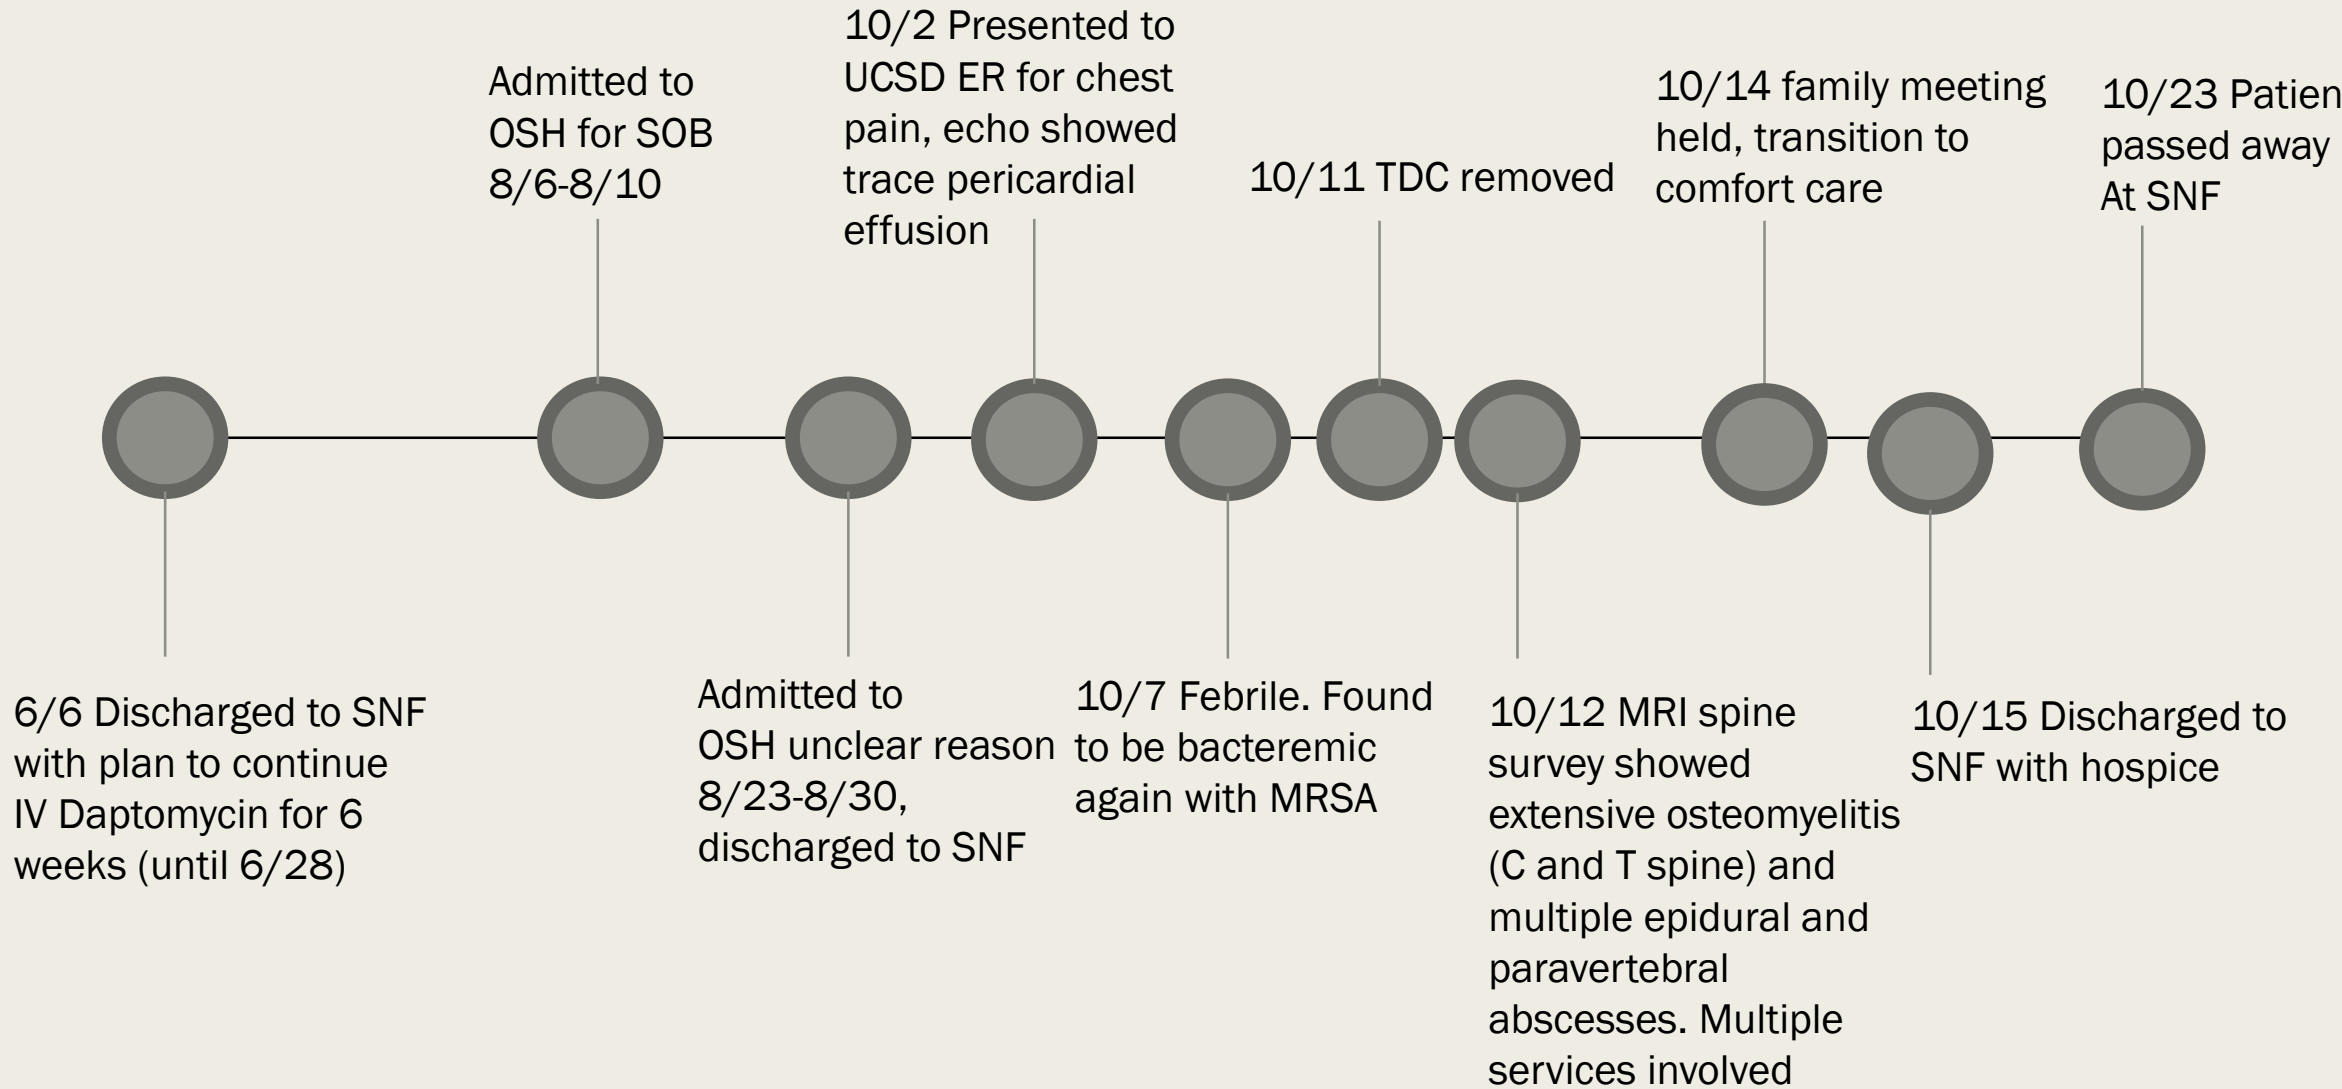 6/6 Discharged to SNF
with plan to continue
IV Daptomycin for 6
weeks (until 6/28)
Admitted to
OSH for SOB
8/6-8/10
Admitted to
OSH unclear reason
8/23-8/30,
discharged to SNF
10/2 Presented to
UCSD ER for chest
pain, echo showed
trace pericardial
effusion
10/7 Febrile. Found
to be bacteremic
again with MRSA
10/11 TDC removed
10/12 MRI spine
survey showed
extensive osteomyelitis
(C and T spine) and
multiple epidural and
paravertebral
abscesses. Multiple
services involved
10/14 family meeting
held, transition to
comfort care
10/15 Discharged to
SNF with hospice
10/23 Patien
passed away
At SNF